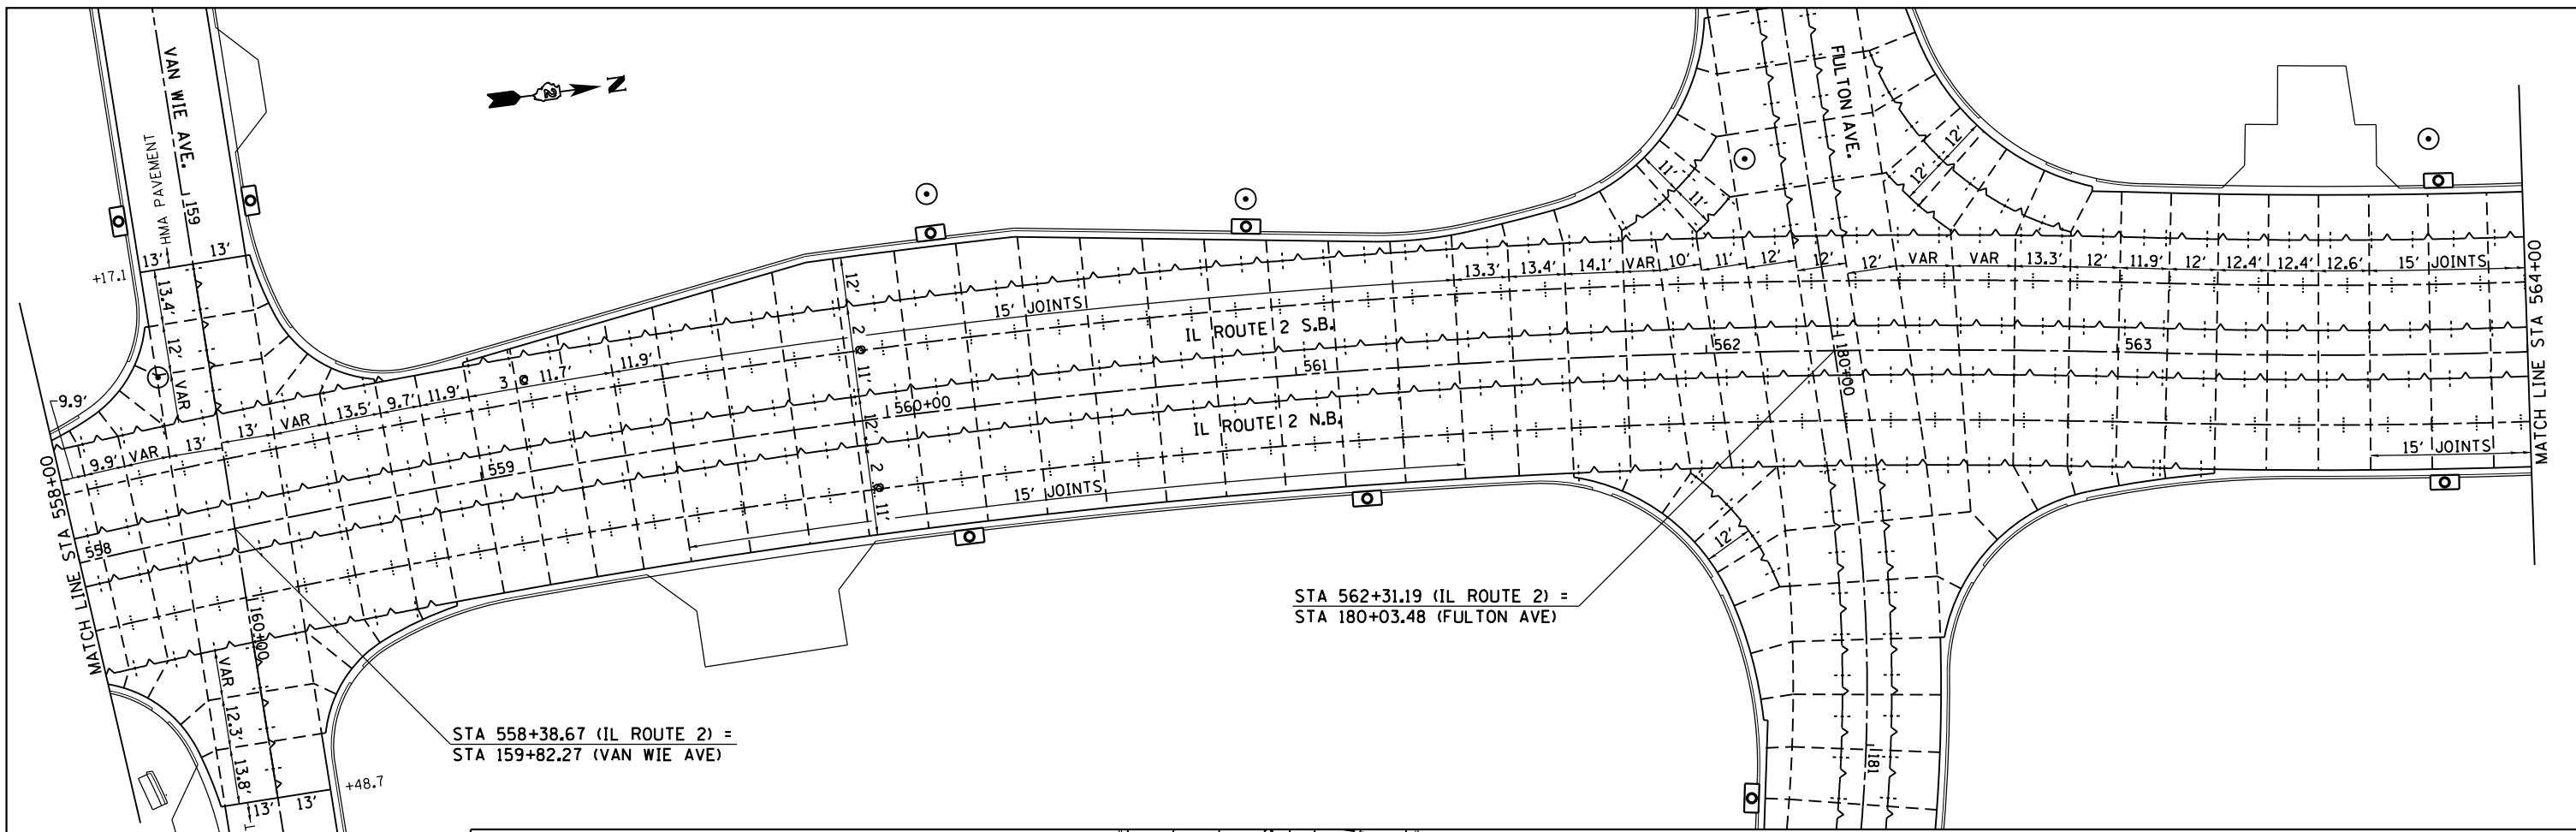 VAN WIE AVE.
159
HMA PAVEMENT
13'
13'
+17.1
13.4'
12'
VAR
N
FULTON AVE.
11'
11'
12'
12'
12'
9.9'
9.9'
VAR
13'
13'
VAR
13.5'
9.7'
11.9'
3 @ 11.7'
11.9'
15' JOINTS
13.3'
13.4'
14.1'
VAR
10'
11'
12'
12'
12'
VAR
VAR
13.3'
12'
11.9'
12'
12.4'
12.4'
12.6'
15' JOINTS
12'
2 @ 11'
12'
2 @ 11'
IL ROUTE 2 S.B.
IL ROUTE 2 N.B.
558
559
560+00
561
562
563
180+00
15' JOINTS
15' JOINTS
MATCH LINE STA 558+00
MATCH LINE STA 564+00
160+00
VAR
12.3'
13.8'
13'
13'
+48.7
12'
181
STA 558+38.67 (IL ROUTE 2) =
STA 159+82.27 (VAN WIE AVE)
STA 562+31.19 (IL ROUTE 2) =
STA 180+03.48 (FULTON AVE)